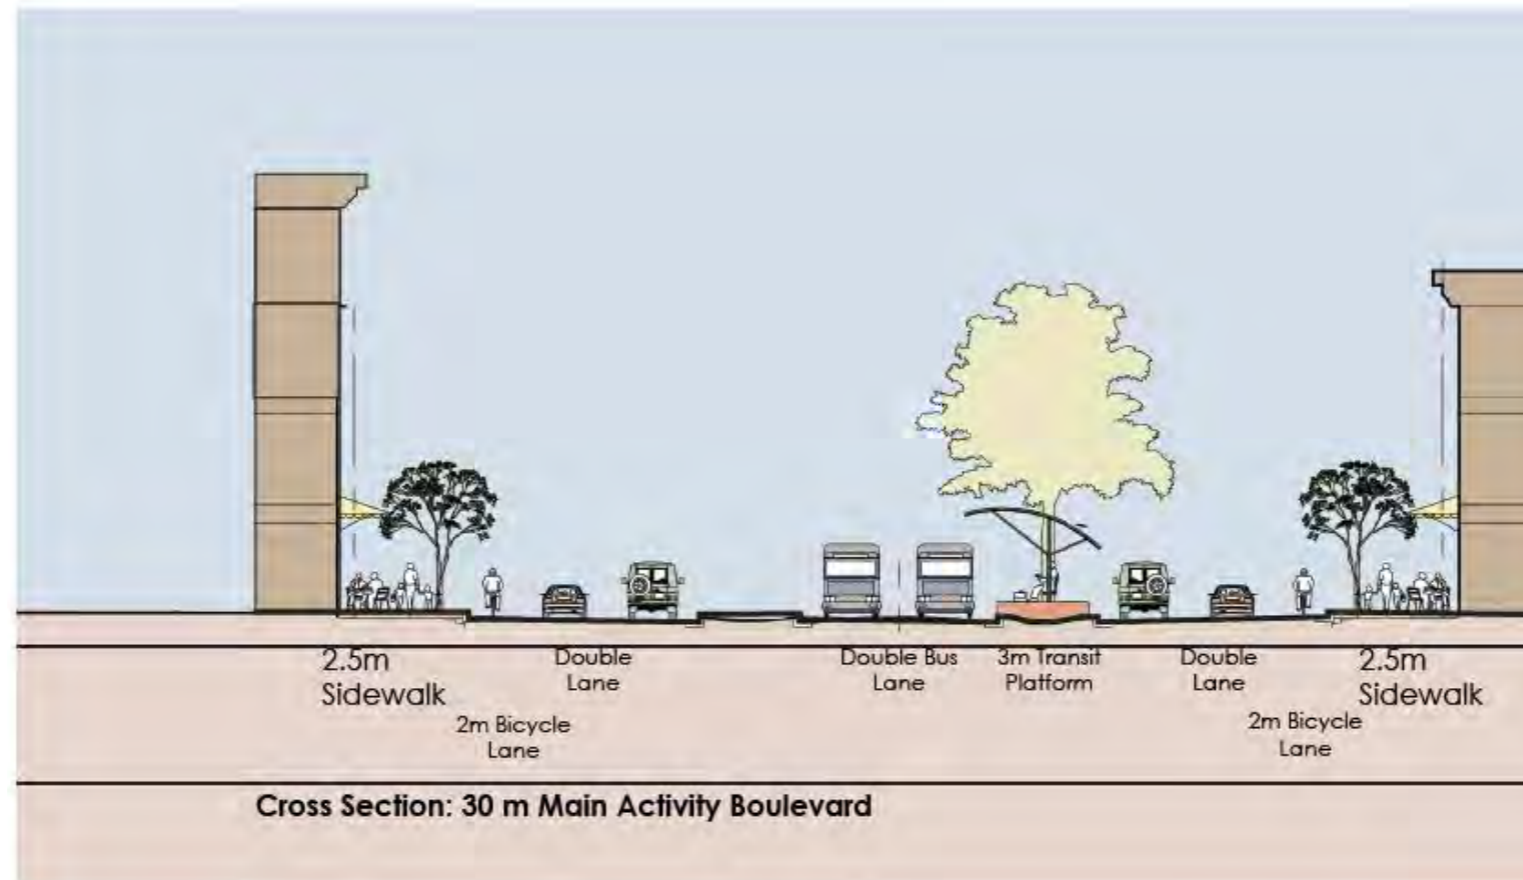 2.5m
Sidewalk
2m Bicycle
Lane
Double
Lane
Double Bus
Lane
3m Transit
Platform
Double
Lane
2m Bicycle
Lane
2.5m
Sidewalk
Cross Section: 30 m Main Activity Boulevard